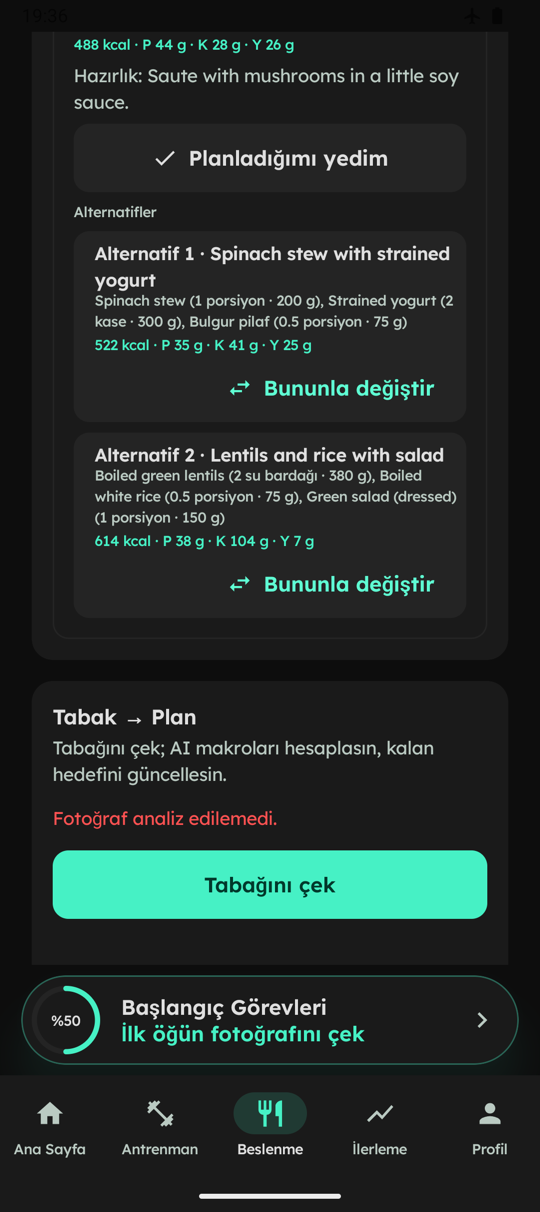 19:36
488 kcal · P 44 g · K 28 g · Y 26 g
Hazırlık: Saute with mushrooms in a little soy
sauce.
Planladığımı yedim
Alternatifler
Alternatif 1 · Spinach stew with strained
yogurt
Spinach stew (1 porsiyon · 200 g), Strained yogurt (2
kase · 300 g), Bulgur pilaf (0.5 porsiyon · 75 g)
522 kcal · P 35 g · K 41 g · Y 25 g
Bununla değiştir
Alternatif 2 · Lentils and rice with salad
Boiled green lentils (2 su bardağı · 380 g), Boiled
white rice (0.5 porsiyon · 75 g), Green salad (dressed)
(1 porsiyon · 150 g)
614 kcal · P 38 g · K 104 g · Y 7 g
Bununla değiştir
Tabak → Plan
Tabağını çek; AI makroları hesaplasın, kalan
hedefini güncellesin.
Fotoğraf analiz edilemedi.
Tabağını çek
%50
Başlangıç Görevleri
İlk öğün fotoğrafını çek
Ana Sayfa
Antrenman
Beslenme
İlerleme
Profil